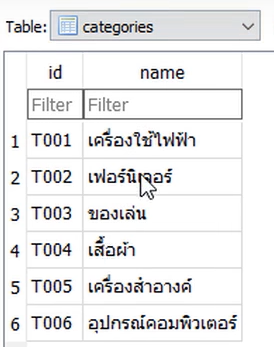 Table: categories
id name
Filter Filter
1 T001 เครื่องใช้ไฟฟ้า
2 T002 เฟอร์นิเจอร์
3 T003 ของเล่น
4 T004 เสื้อผ้า
5 T005 เครื่องสำอางค์
6 T006 อุปกรณ์คอมพิวเตอร์